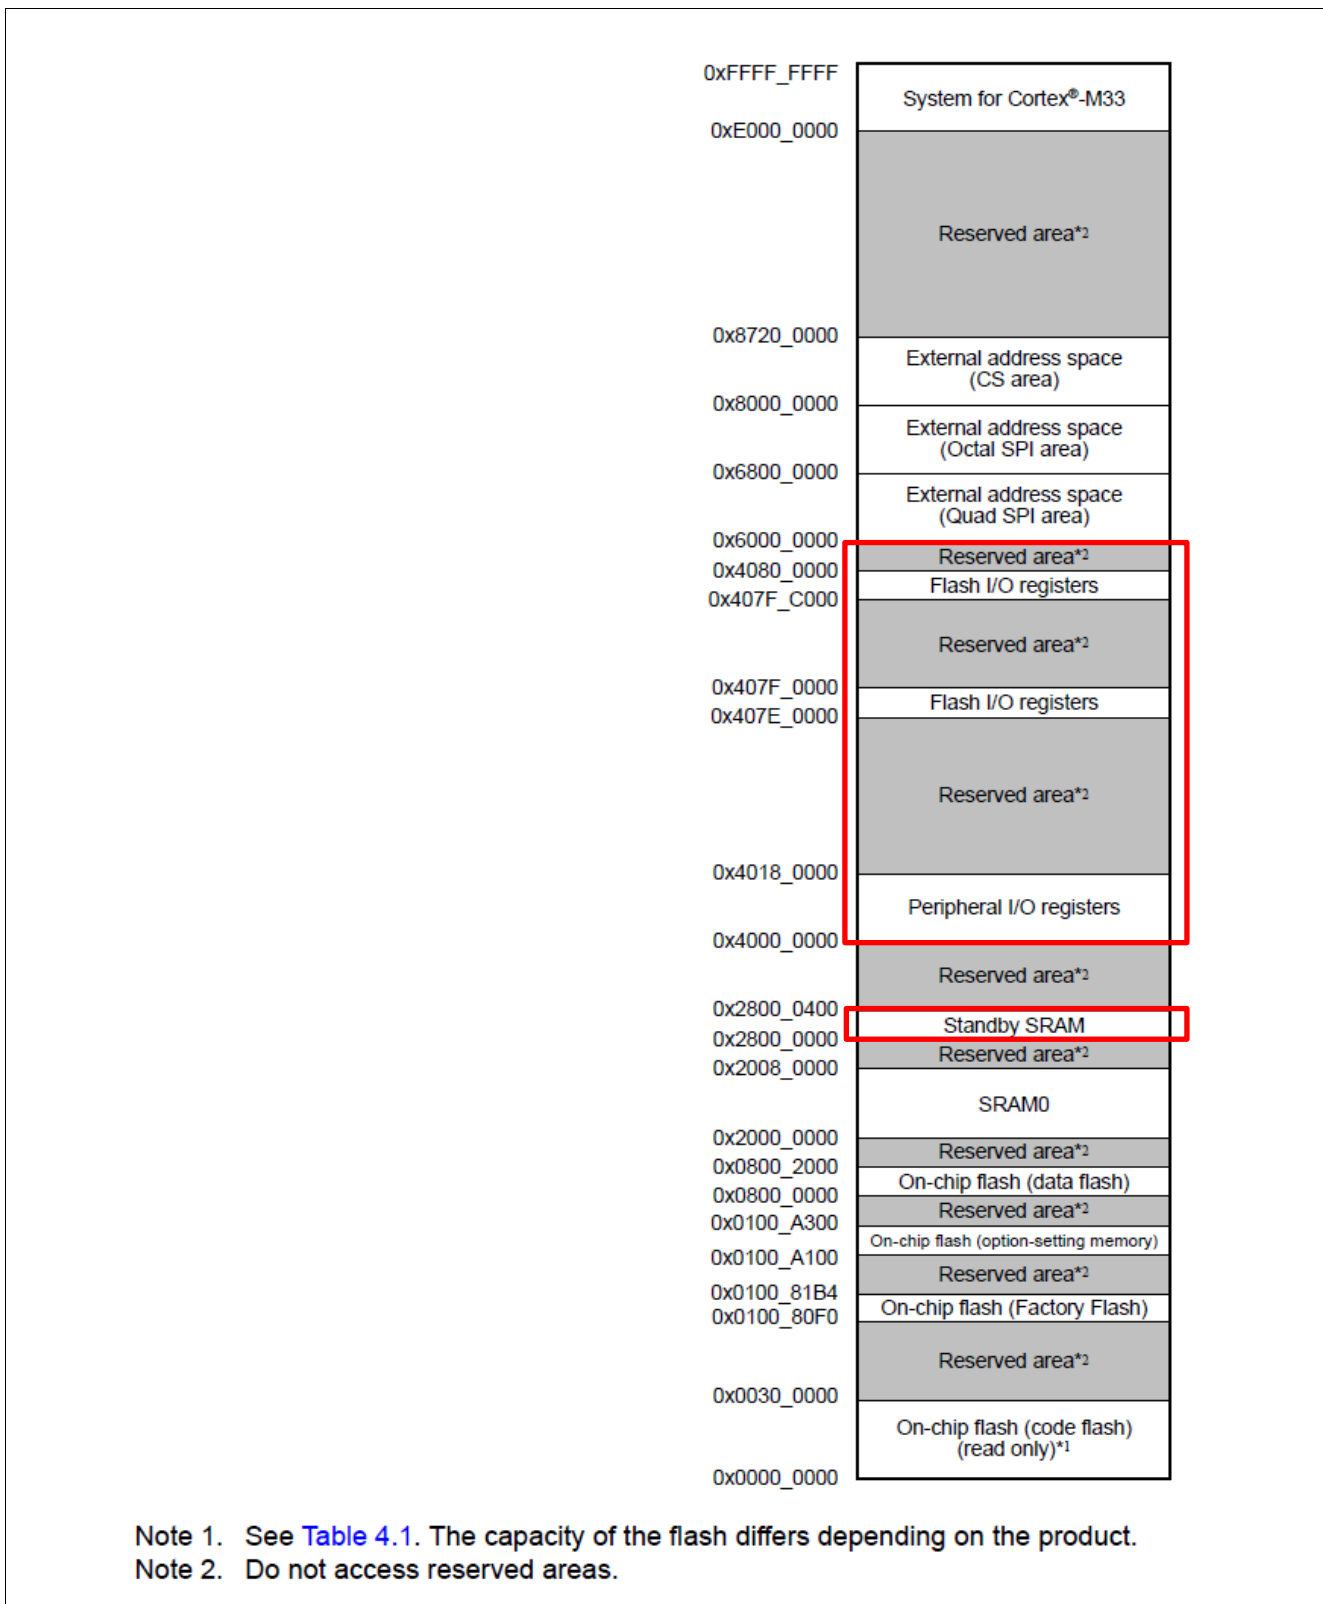 0xFFFF_FFFF
System for Cortex®-M33
0xE000_0000
Reserved area*2
0x8720_0000
External address space
(CS area)
0x8000_0000
External address space
(Octal SPI area)
0x6800_0000
External address space
(Quad SPI area)
0x6000_0000
Reserved area*2
0x4080_0000
Flash I/O registers
0x407F_C000
Reserved area*2
0x407F_0000
Flash I/O registers
0x407E_0000
Reserved area*2
0x4018_0000
Peripheral I/O registers
0x4000_0000
Reserved area*2
0x2800_0400
Standby SRAM
0x2800_0000
Reserved area*2
0x2008_0000
SRAM0
0x2000_0000
Reserved area*2
0x0800_2000
On-chip flash (data flash)
0x0800_0000
Reserved area*2
0x0100_A300
On-chip flash (option-setting memory)
0x0100_A100
Reserved area*2
0x0100_81B4
On-chip flash (Factory Flash)
0x0100_80F0
Reserved area*2
0x0030_0000
On-chip flash (code flash)
(read only)*1
0x0000_0000
Note 1. See Table 4.1. The capacity of the flash differs depending on the product.
Note 2. Do not access reserved areas.